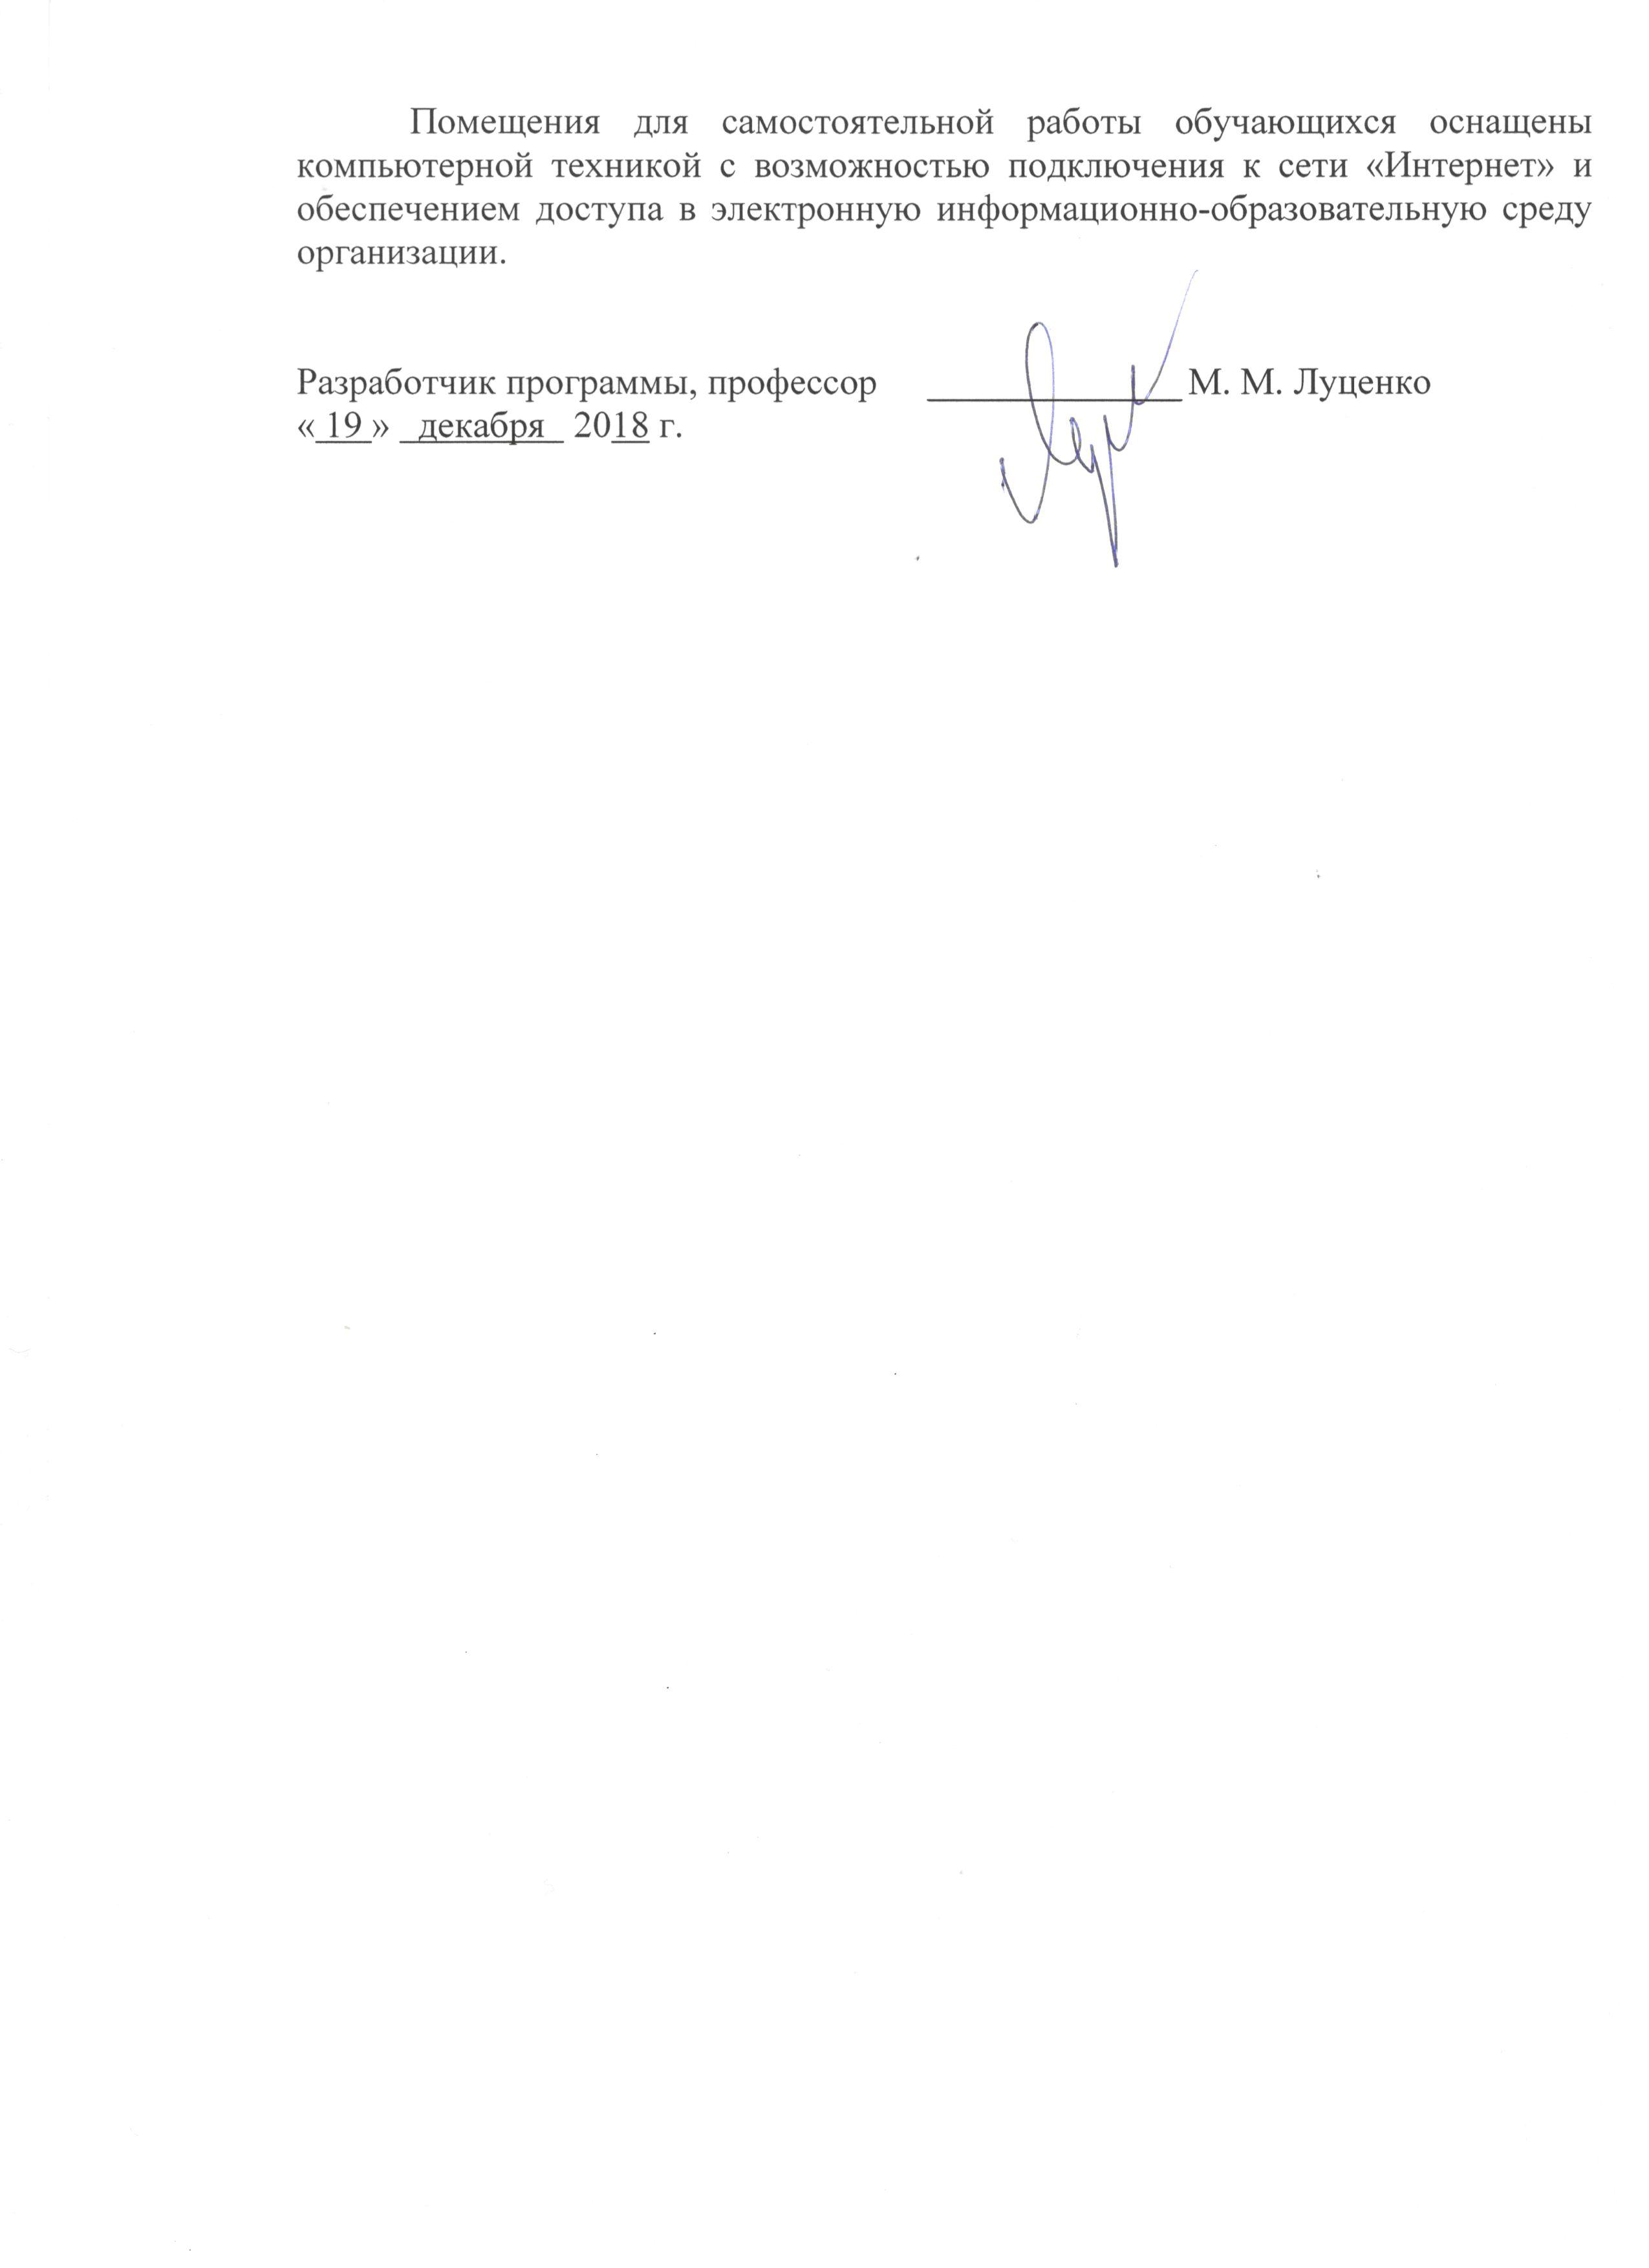 Помещения для самостоятельной работы обучающихся оснащены
компьютерной техникой с возможностью подключения к сети «Интернет» и
обеспечением доступа в электронную информационно-образовательную среду
организации.
Разработчик программы, профессор ______________ М. М. Луценко
« 19 » декабря 2018 г.